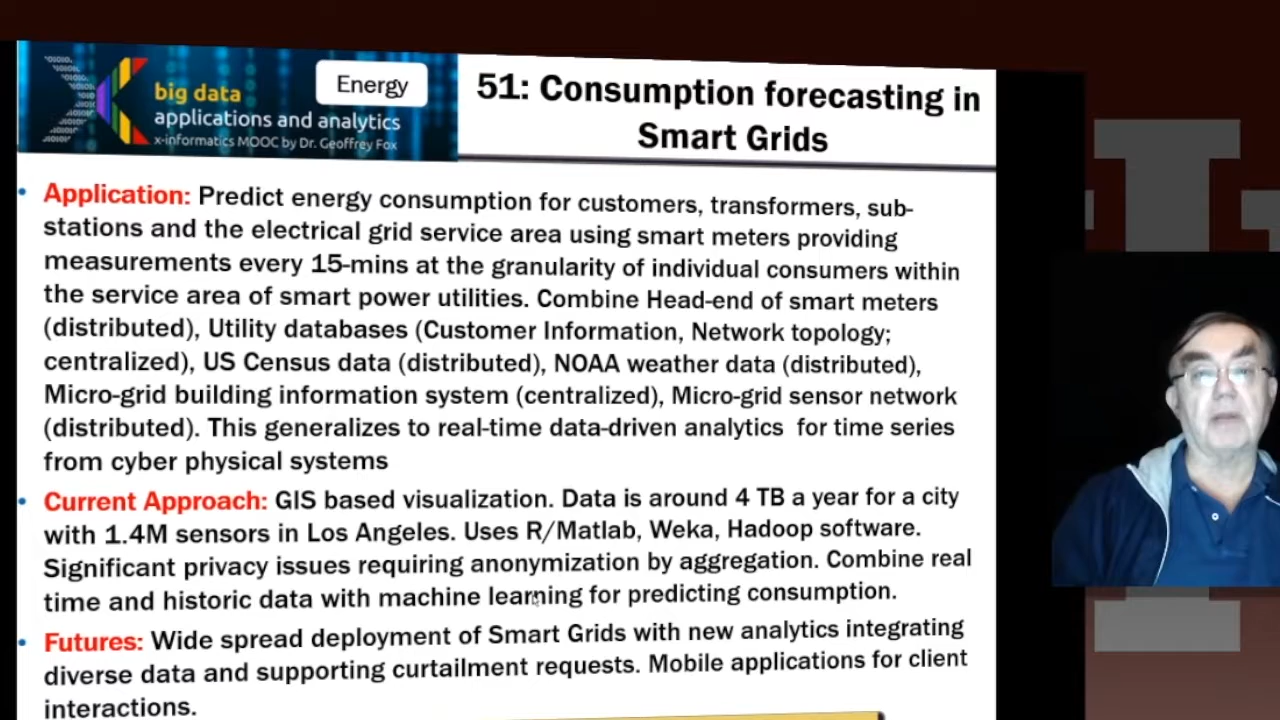 big data
applications and analytics
x-informatics MOOC by Dr. Geoffrey Fox
Energy
51: Consumption forecasting in
Smart Grids
• Application: Predict energy consumption for customers, transformers, sub-
stations and the electrical grid service area using smart meters providing
measurements every 15-mins at the granularity of individual consumers within
the service area of smart power utilities. Combine Head-end of smart meters
(distributed), Utility databases (Customer Information, Network topology;
centralized), US Census data (distributed), NOAA weather data (distributed),
Micro-grid building information system (centralized), Micro-grid sensor network
(distributed). This generalizes to real-time data-driven analytics for time series
from cyber physical systems
• Current Approach: GIS based visualization. Data is around 4 TB a year for a city
with 1.4M sensors in Los Angeles. Uses R/Matlab, Weka, Hadoop software.
Significant privacy issues requiring anonymization by aggregation. Combine real
time and historic data with machine learning for predicting consumption.
• Futures: Wide spread deployment of Smart Grids with new analytics integrating
diverse data and supporting curtailment requests. Mobile applications for client
interactions.